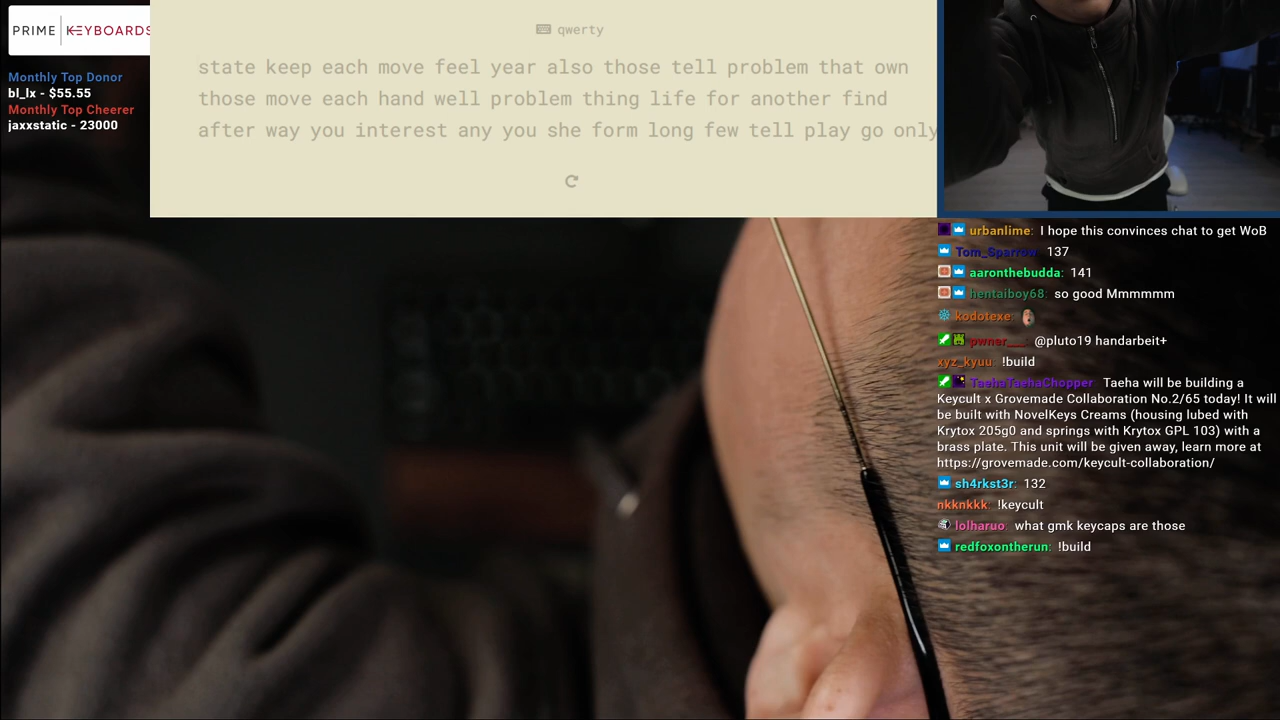 PRIME KEYBOARDS
Monthly Top Donor
bl_lx - $55.55
Monthly Top Cheerer
jaxxstatic - 23000
qwerty
state keep each move feel year also those tell problem that own
those move each hand well problem thing life for another find
after way you interest any you she form long few tell play go only
urbanlime: I hope this convinces chat to get WoB
Tom_Sparrow: 137
aaronthebudda: 141
hentaiboy68: so good Mmmmmm
kodotexe:
pwner___: @pluto19 handarbeit+
xyz_kyuu: !build
TaehaTaehaChopper: Taeha will be building a
Keycult x Grovemade Collaboration No.2/65 today! It will
be built with NovelKeys Creams (housing lubed with
Krytox 205g0 and springs with Krytox GPL 103) with a
brass plate. This unit will be given away, learn more at
https://grovemade.com/keycult-collaboration/
sh4rkst3r: 132
nkknkkk: !keycult
lolharuo: what gmk keycaps are those
redfoxontherun: !build